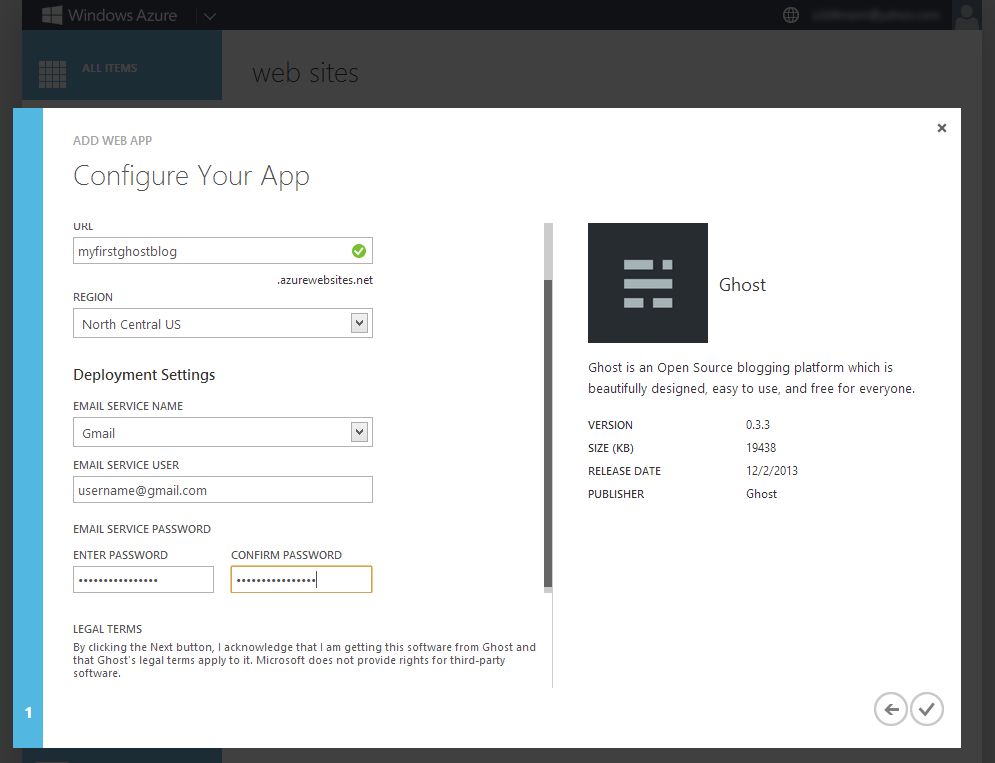 Windows Azure
ALL ITEMS
web sites
ADD WEB APP
Configure Your App
URL
myfirstghostblog
.azurewebsites.net
REGION
North Central US
Deployment Settings
EMAIL SERVICE NAME
Gmail
EMAIL SERVICE USER
username@gmail.com
EMAIL SERVICE PASSWORD
ENTER PASSWORD CONFIRM PASSWORD
•••••••••••••••• ••••••••••••••••
LEGAL TERMS
By clicking the Next button, I acknowledge that I am getting this software from Ghost and
that Ghost's legal terms apply to it. Microsoft does not provide rights for third-party
software.
Ghost
Ghost is an Open Source blogging platform which is
beautifully designed, easy to use, and free for everyone.
VERSION 0.3.3
SIZE (KB) 19438
RELEASE DATE 12/2/2013
PUBLISHER Ghost
1